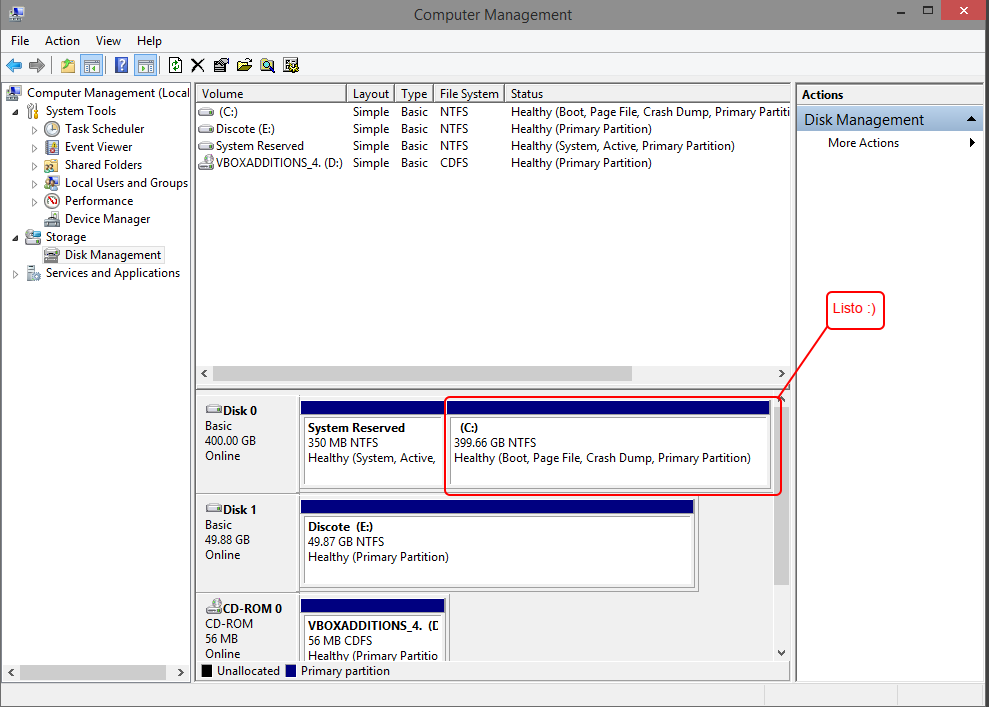 Computer Management
File Action View Help
Computer Management (Local
System Tools
Task Scheduler
Event Viewer
Shared Folders
Local Users and Groups
Performance
Device Manager
Storage
Disk Management
Services and Applications
Volume Layout Type File System Status
(C:) Simple Basic NTFS Healthy (Boot, Page File, Crash Dump, Primary Partiti
Discote (E:) Simple Basic NTFS Healthy (Primary Partition)
System Reserved Simple Basic NTFS Healthy (System, Active, Primary Partition)
VBOXADDITIONS_4. (D:) Simple Basic CDFS Healthy (Primary Partition)
Disk 0
Basic
400.00 GB
Online
System Reserved
350 MB NTFS
Healthy (System, Active,
(C:)
399.66 GB NTFS
Healthy (Boot, Page File, Crash Dump, Primary Partition)
Disk 1
Basic
49.88 GB
Online
Discote (E:)
49.87 GB NTFS
Healthy (Primary Partition)
CD-ROM 0
CD-ROM
56 MB
Online
VBOXADDITIONS_4. (D
56 MB CDFS
Healthy (Primary Partitio
Unallocated Primary partition
Actions
Disk Management
More Actions
Listo :)